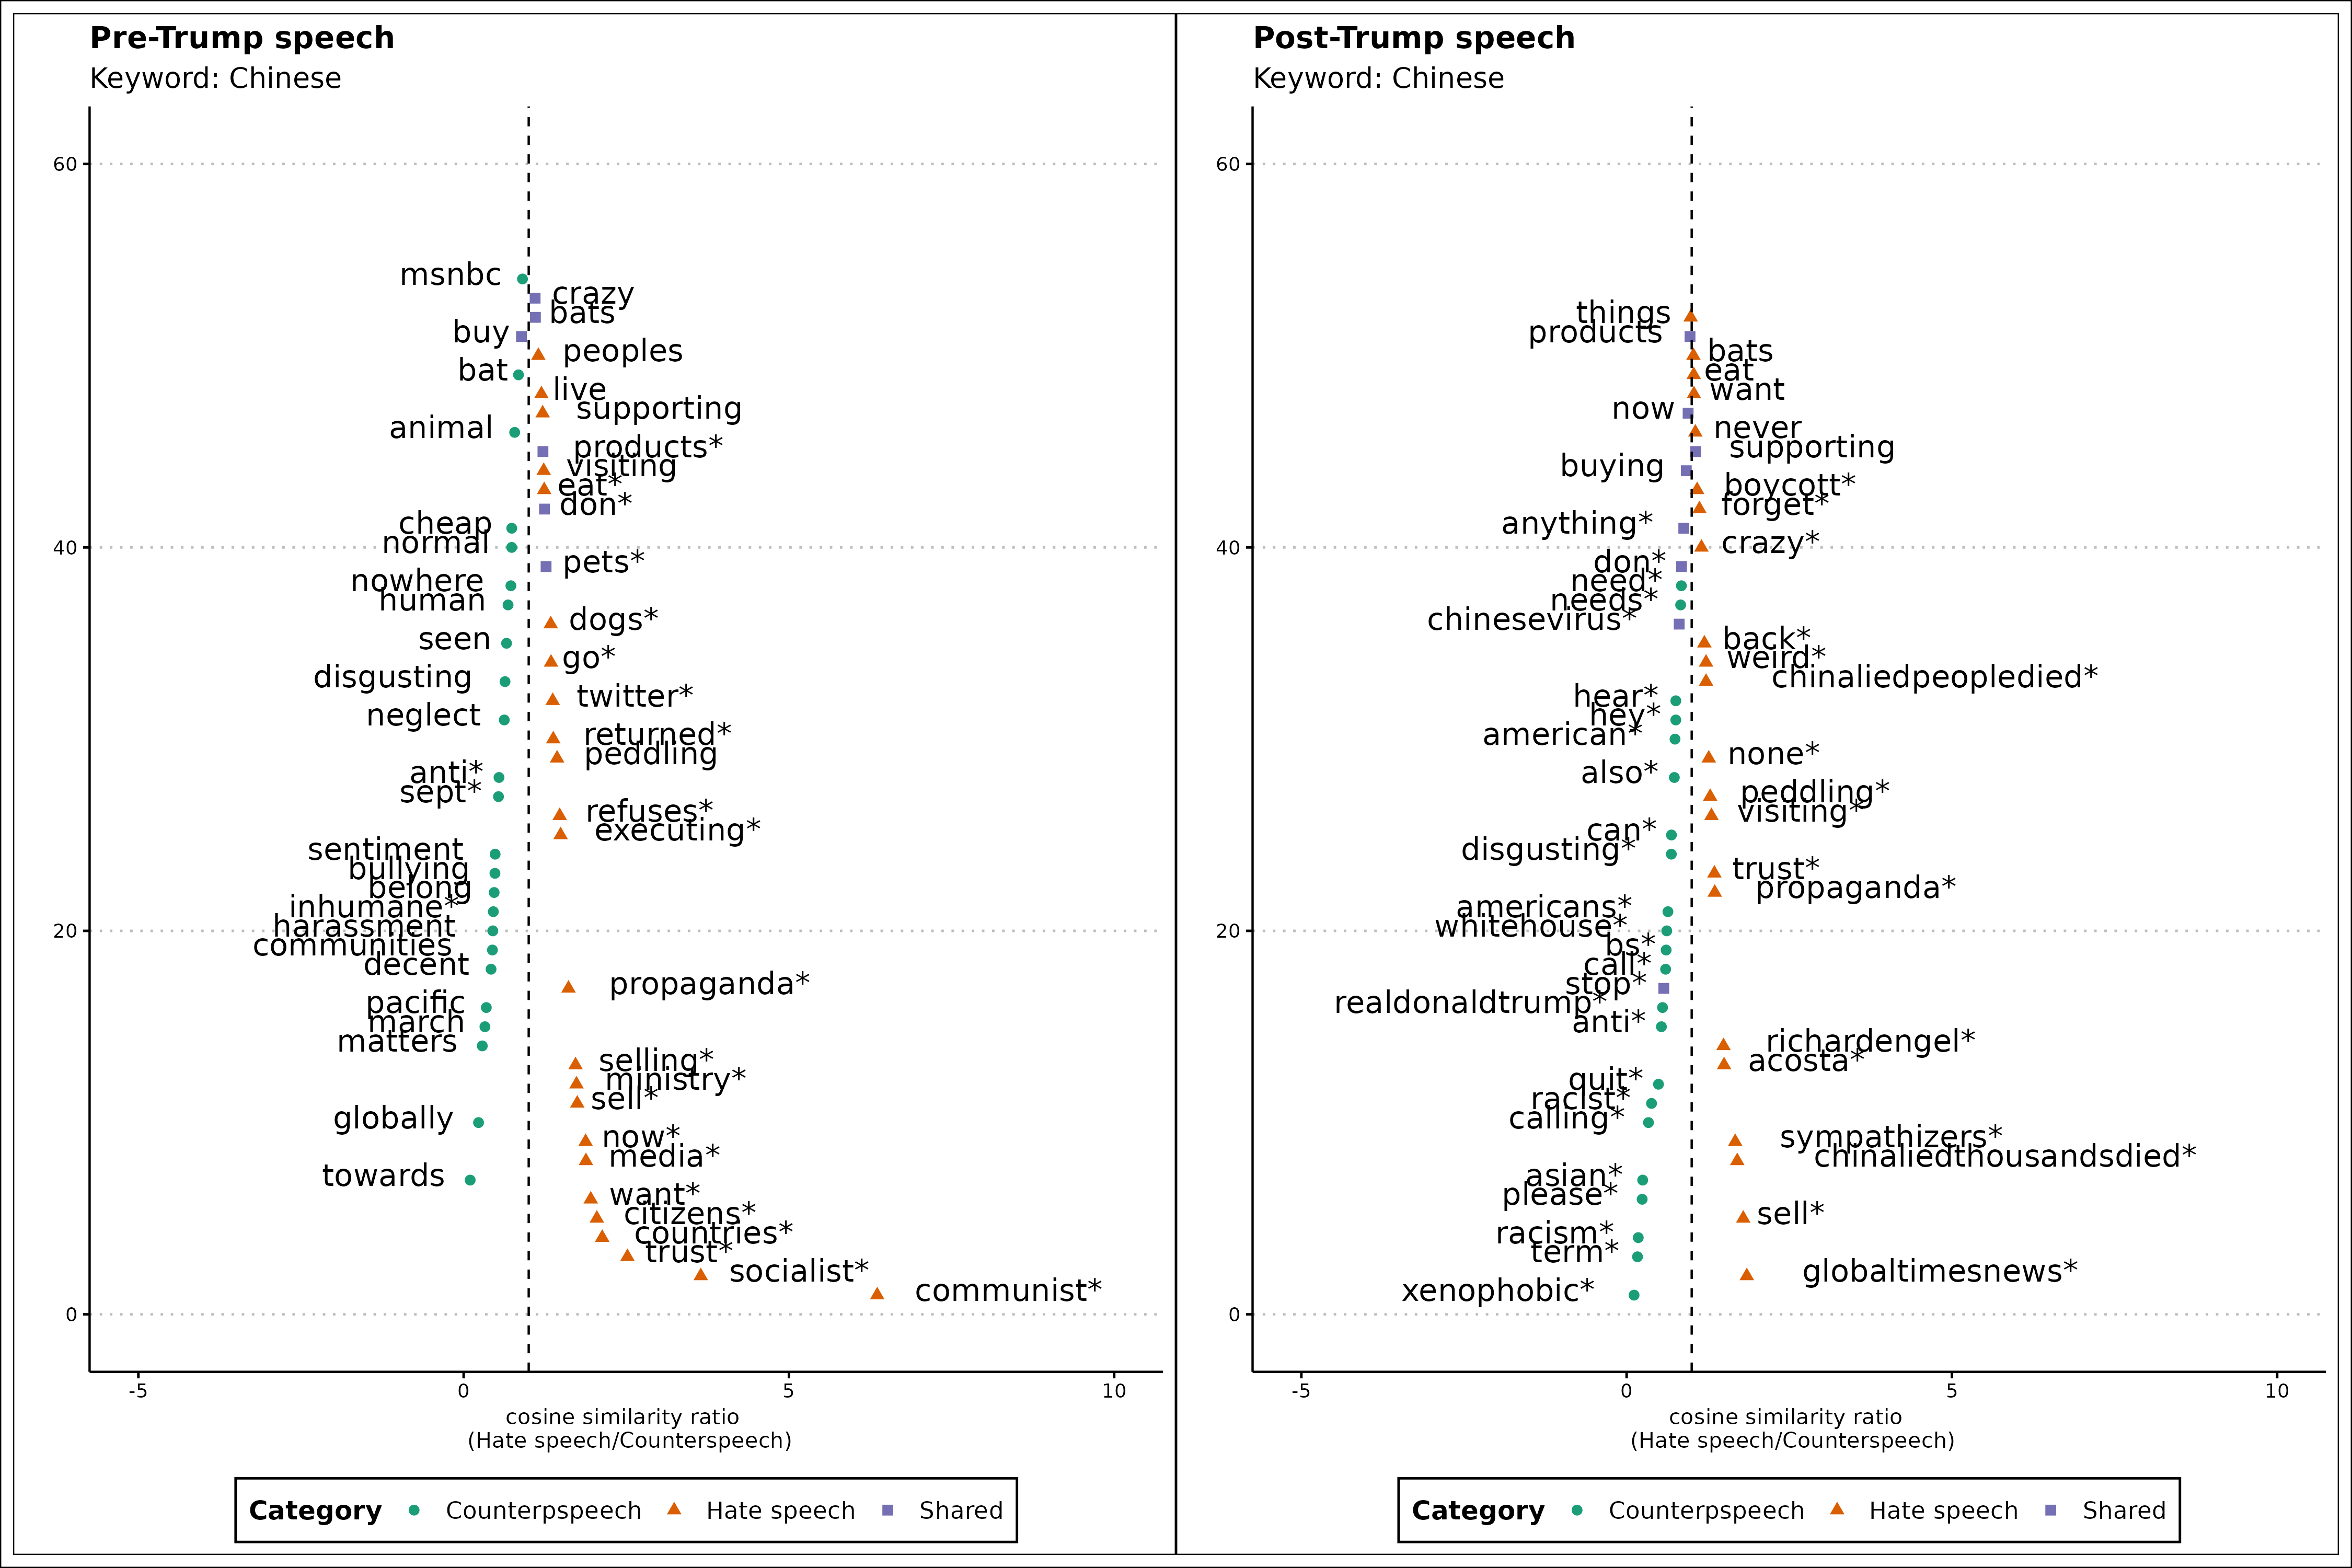 Pre-Trump speech
Keyword: Chinese
60
40
20
0
msnbc
crazy
bats
buy
peoples
bat
live
supporting
animal
products*
visiting
eat*
don*
cheap
normal
pets*
nowhere
human
dogs*
seen
go*
disgusting
twitter*
neglect
returned*
peddling
anti*
sept*
refuses*
executing*
sentiment
bullying
belong
inhumane*
harassment
communities
decent
propaganda*
pacific
march
matters
selling*
ministry*
sell*
globally
now*
media*
towards
want*
citizens*
countries*
trust*
socialist*
communist*
-5 0 5 10
cosine similarity ratio
(Hate speech/Counterspeech)
Category Counterpspeech Hate speech Shared
Post-Trump speech
Keyword: Chinese
60
40
20
0
things
products
bats
eat
want
now
never
supporting
buying
boycott*
forget*
anything*
crazy*
don*
need*
needs*
chinesevirus*
back*
weird*
chinaliedpeopledied*
hear*
hey*
american*
none*
also*
peddling*
visiting*
can*
disgusting*
trust*
propaganda*
americans*
whitehouse*
bs*
call*
stop*
realdonaldtrump*
anti*
richardengel*
acosta*
quit*
racist*
calling*
sympathizers*
chinaliedthousandsdied*
asian*
please*
sell*
racism*
term*
globaltimesnews*
xenophobic*
-5 0 5 10
cosine similarity ratio
(Hate speech/Counterspeech)
Category Counterpspeech Hate speech Shared